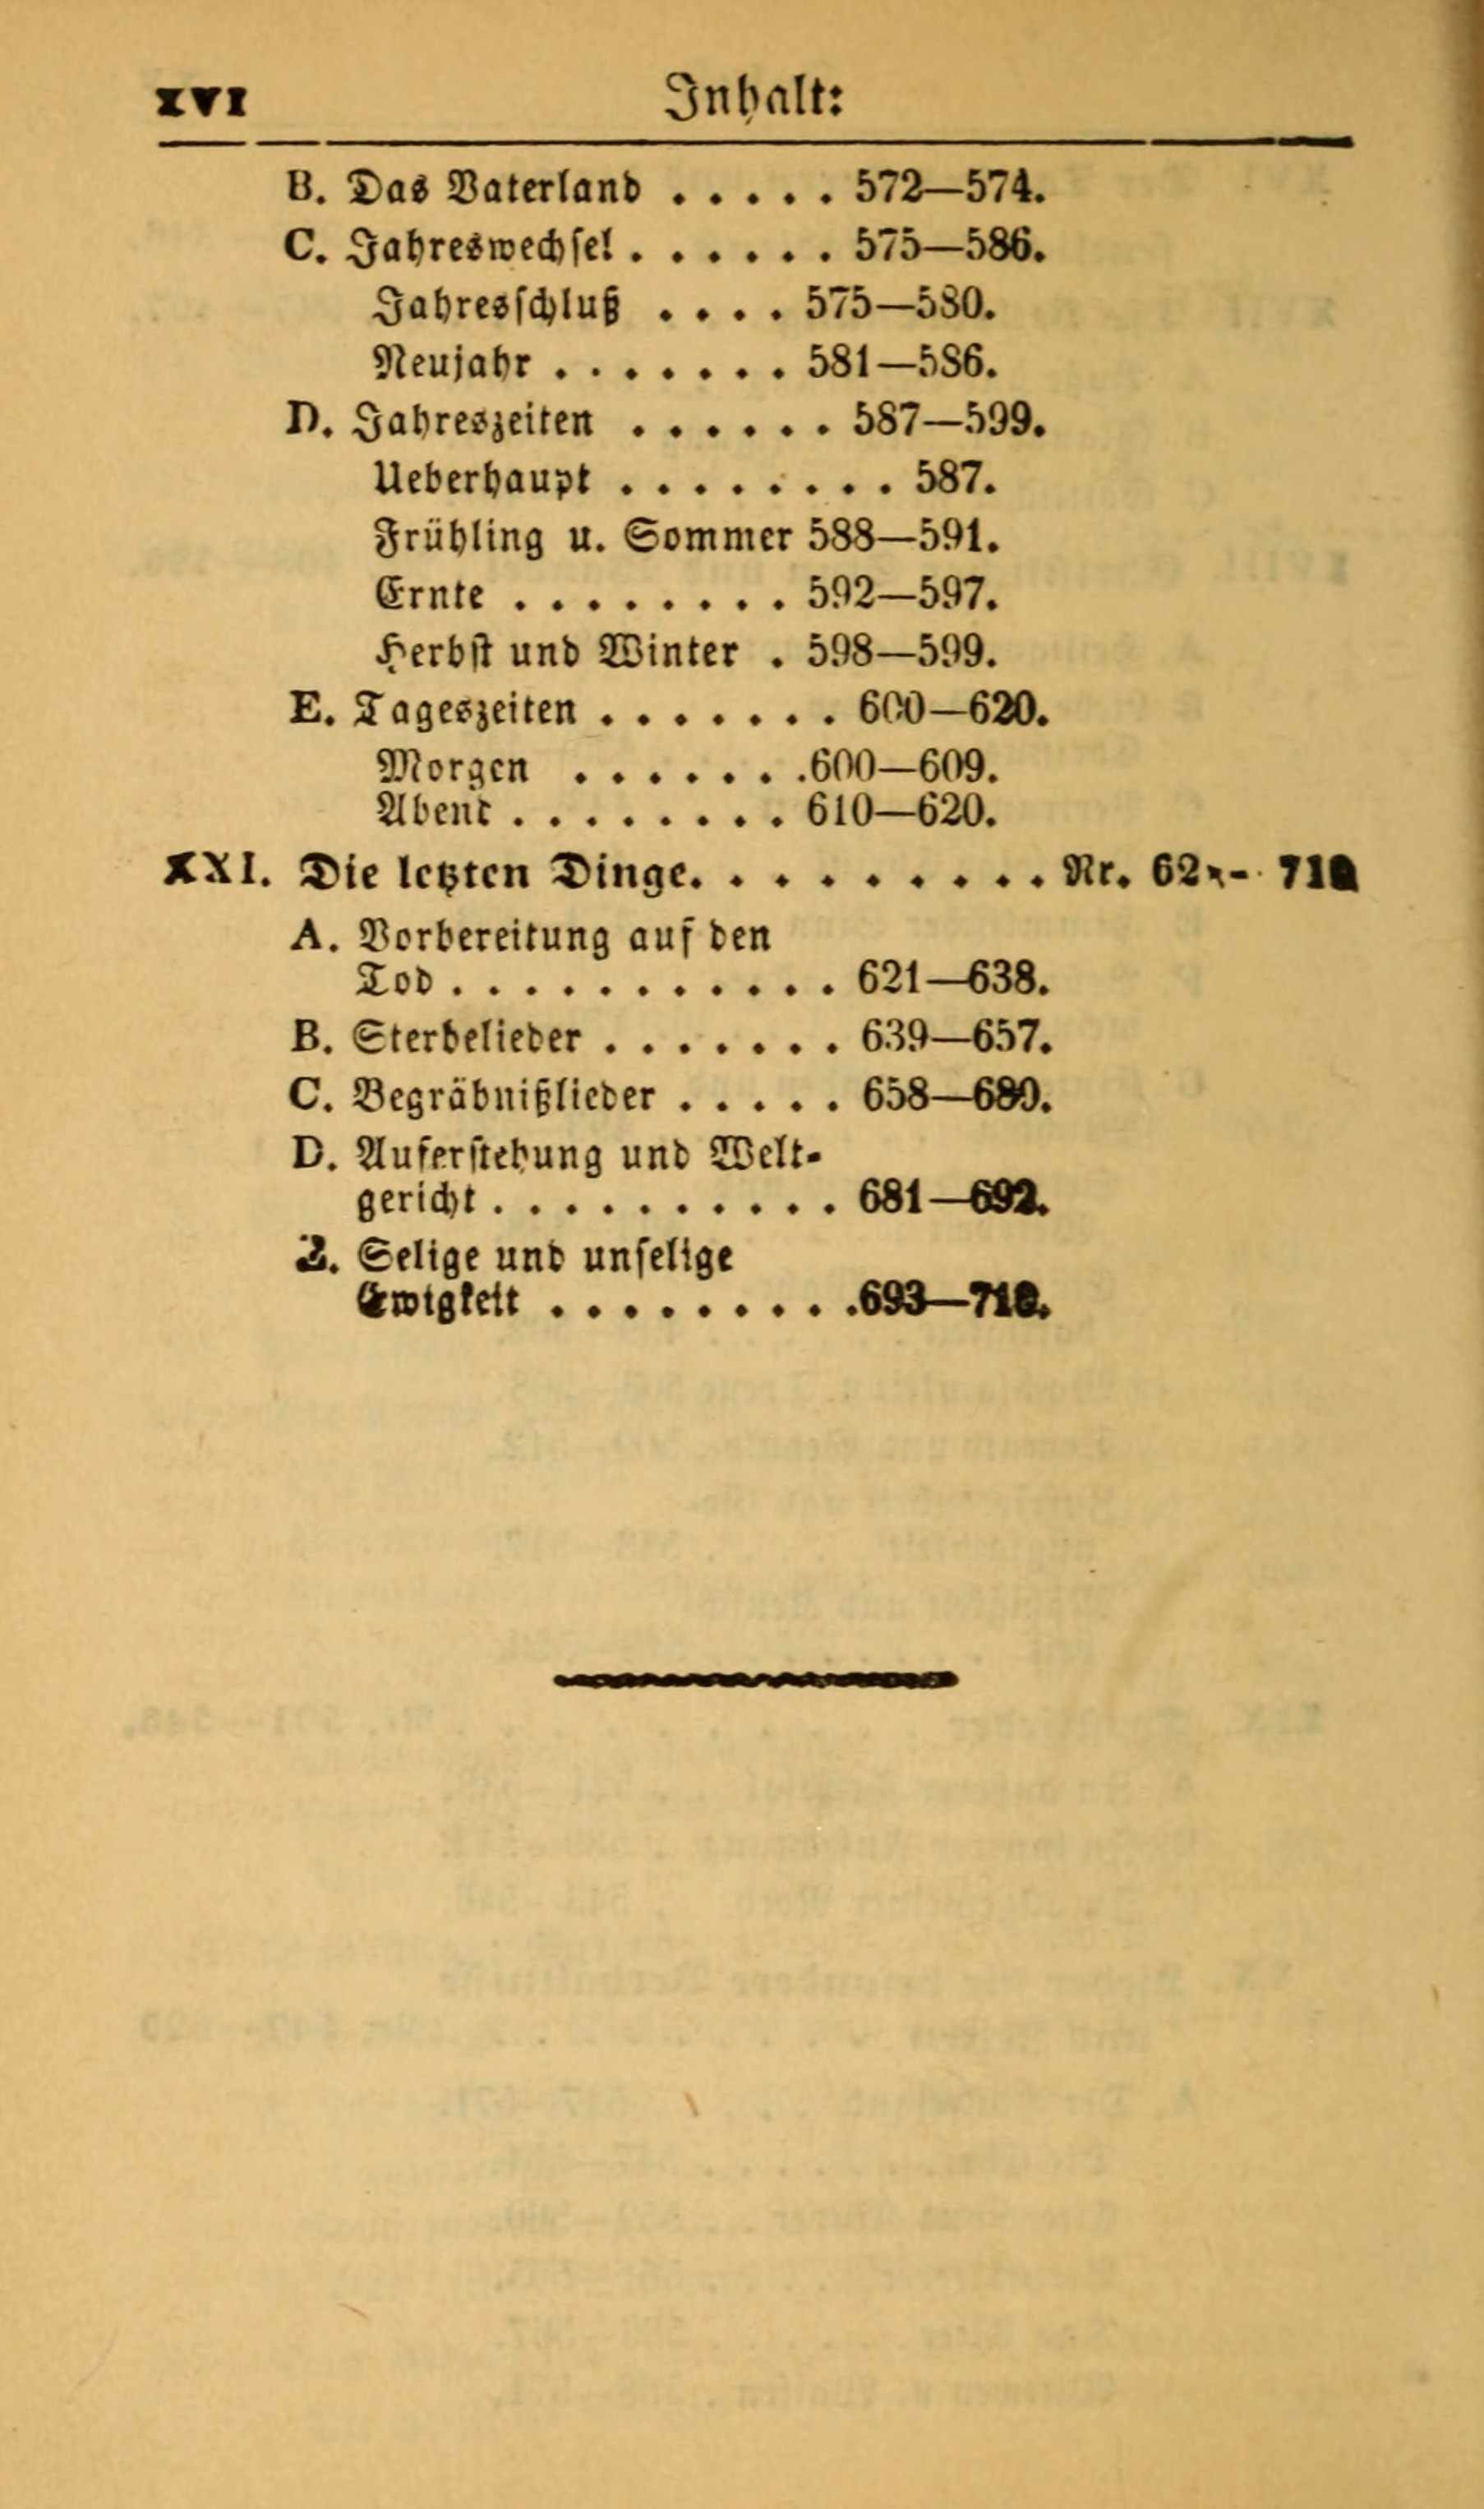 XVI Inhalt:
B. Das Vaterland . . . . . 572—574.
C. Jahreswechsel . . . . . . 575—586.
Jahresschluß . . . . 575—580.
Neujahr . . . . . . . 581—586.
D. Jahreszeiten . . . . . . 587—599.
Ueberhaupt . . . . . . . . 587.
Frühling u. Sommer 588—591.
Ernte . . . . . . . . 592—597.
Herbst und Winter . 598—599.
E. Tageszeiten . . . . . . . 600—620.
Morgen . . . . . . . 600—609.
Abend . . . . . . . . 610—620.
XXI. Die letzten Dinge. . . . . . . . . . Nr.
A. Vorbereitung auf den
Tod . . . . . . . . . . . 621—638.
B. Sterbelieder . . . . . . . 639—657.
C. Begräbnißlieder . . . . . 658—680.
D. Auferstehung und Welt-
gericht . . . . . . . . . . 681—692.
Selige und unselige
Ewigkeit . . . . . . . . .